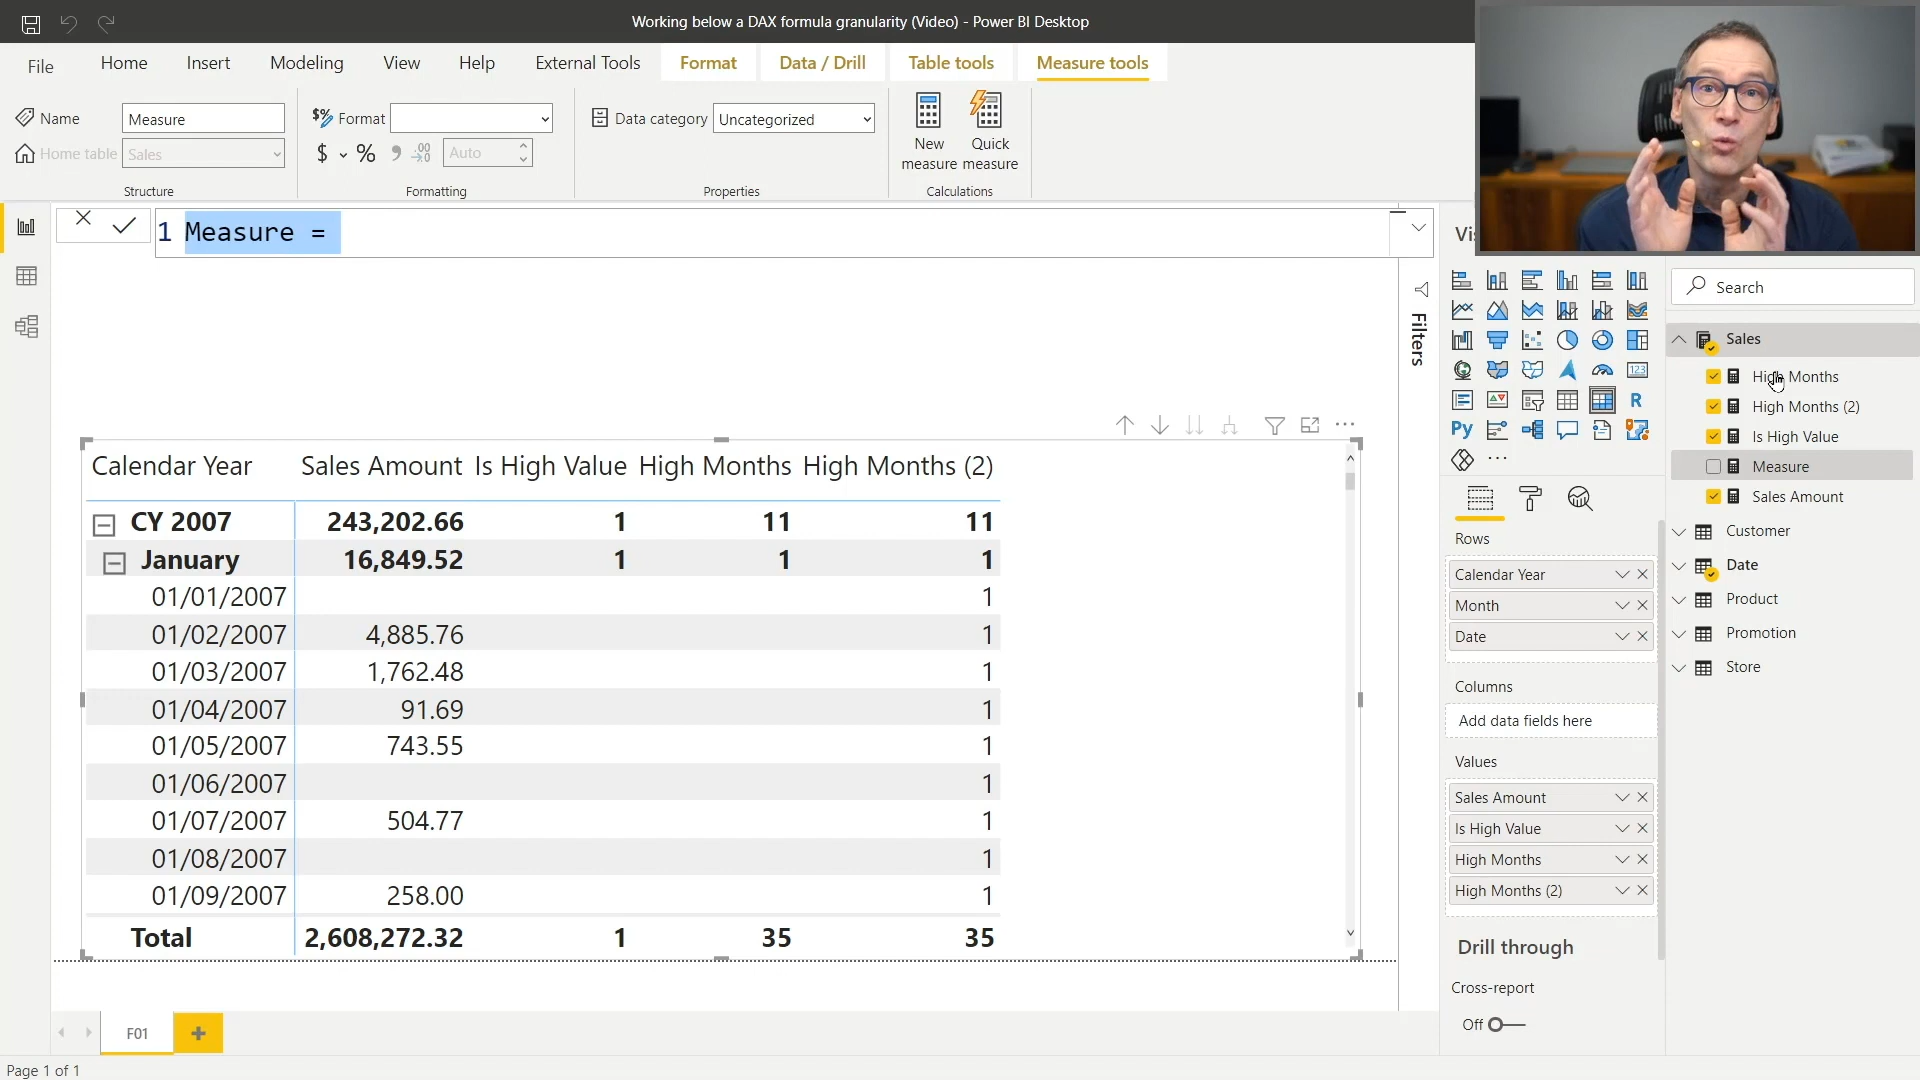 Working below a DAX formula granularity (Video) - Power BI Desktop
File Home Insert Modeling View Help External Tools Format Data / Drill Table tools Measure tools
Name Measure
Home table Sales
Structure
Format
$ % Auto
Formatting
Data category Uncategorized
Properties
New measure
Quick measure
Calculations
1 Measure =
Vi
Filters
Calendar Year Sales Amount Is High Value High Months High Months (2)
CY 2007 243,202.66 1 11 11
January 16,849.52 1 1 1
01/01/2007 1
01/02/2007 4,885.76 1
01/03/2007 1,762.48 1
01/04/2007 91.69 1
01/05/2007 743.55 1
01/06/2007 1
01/07/2007 504.77 1
01/08/2007 1
01/09/2007 258.00 1
Total 2,608,272.32 1 35 35
123
R
Py
Rows
Calendar Year
Month
Date
Columns
Add data fields here
Values
Sales Amount
Is High Value
High Months
High Months (2)
Drill through
Cross-report
Off
Search
Sales
High Months
High Months (2)
Is High Value
Measure
Sales Amount
Customer
Date
Product
Promotion
Store
F01
Page 1 of 1